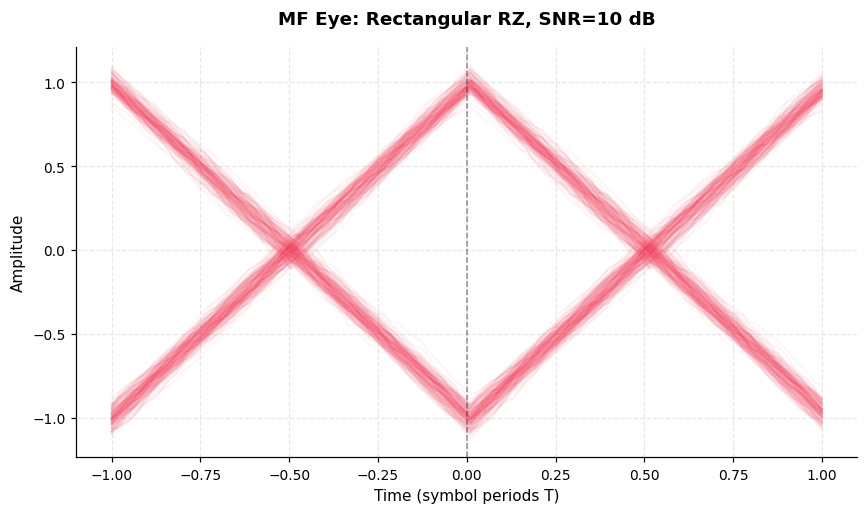 MF Eye: Rectangular RZ, SNR=10 dB
Amplitude
1.0
0.5
0.0
−0.5
−1.0
−1.00 −0.75 −0.50 −0.25 0.00 0.25 0.50 0.75 1.00
Time (symbol periods T)